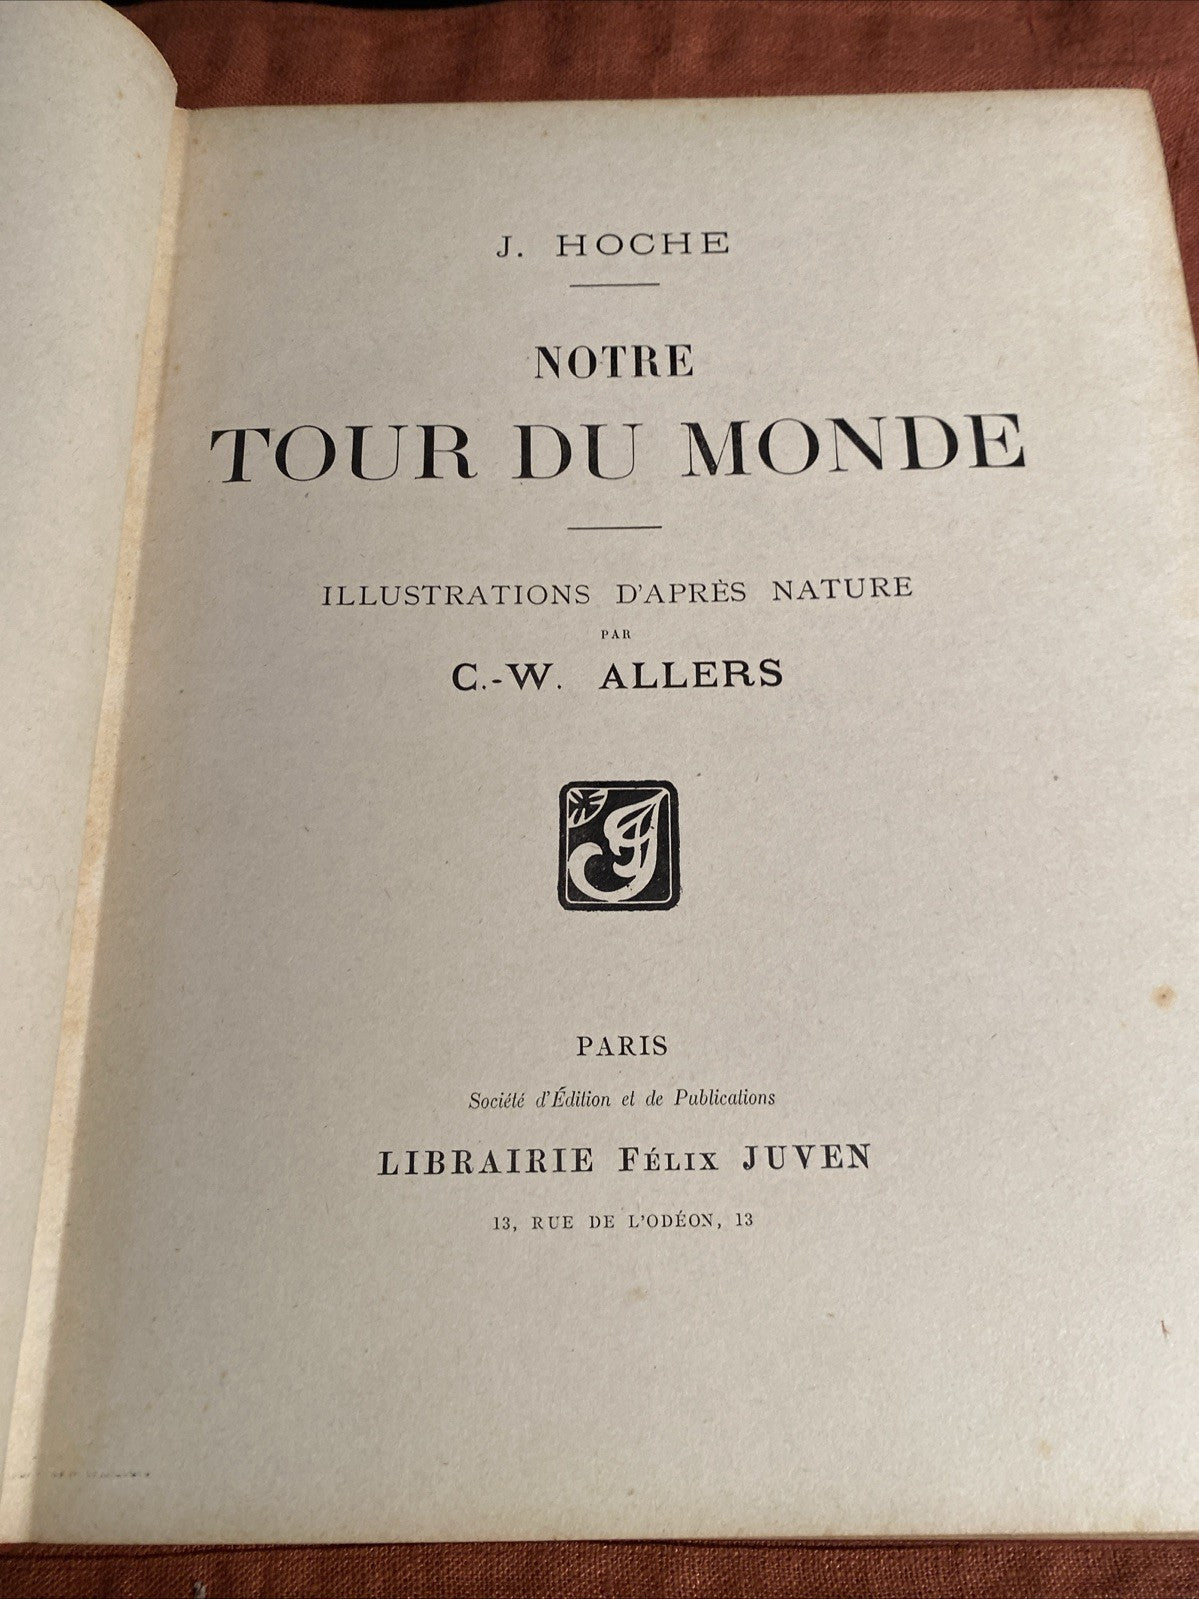 J. HOCHE
NOTRE
TOUR DU MONDE
ILLUSTRATIONS D'APRÈS NATURE
PAR
C.-W. ALLERS
PARIS
Société d'Édition et de Publications
LIBRAIRIE FÉLIX JUVEN
13, RUE DE L'ODÉON, 13